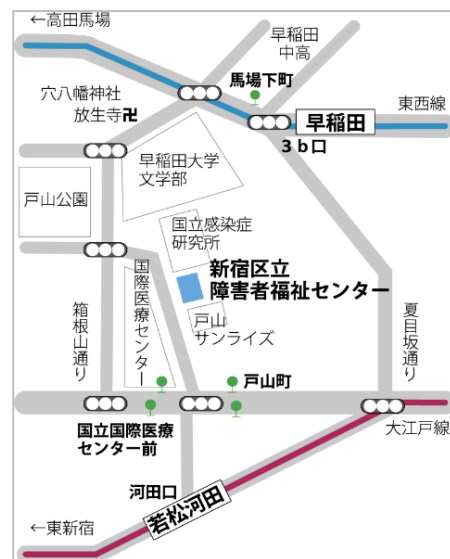 ←高田馬場
早稲田
中高
馬場下町
穴八幡神社
放生寺卍
東西線
早稲田
3b口
早稲田大学
文学部
戸山公園
国立感染症
研究所
新宿区立
障害者福祉センター
国際医療センター
戸山
サンライズ
箱根山通り
夏目坂通り
戸山町
国立国際医療
センター前
大江戸線
河田口
若松河田
←東新宿